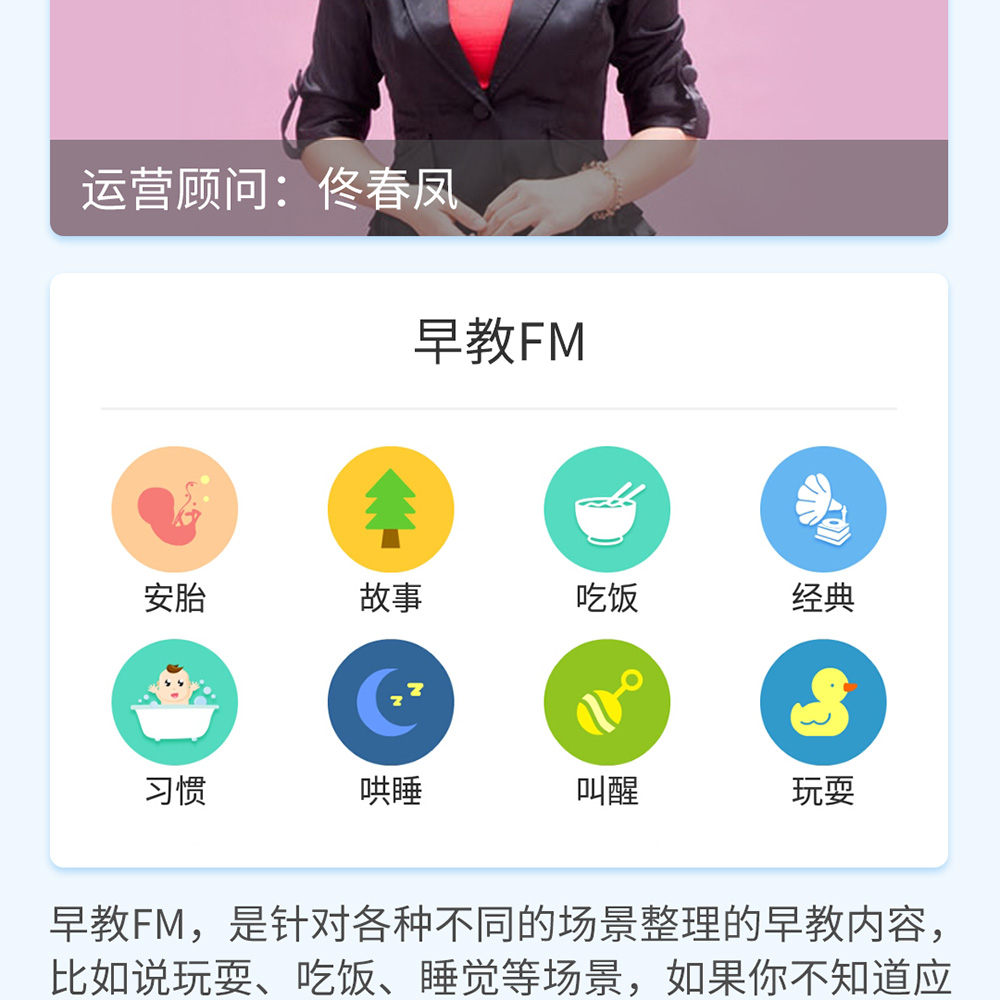 运营顾问：佟春凤
早教FM
安胎
故事
吃饭
经典
习惯
哄睡
叫醒
玩耍
早教FM，是针对各种不同的场景整理的早教内容，
比如说玩耍、吃饭、睡觉等场景，如果你不知道应